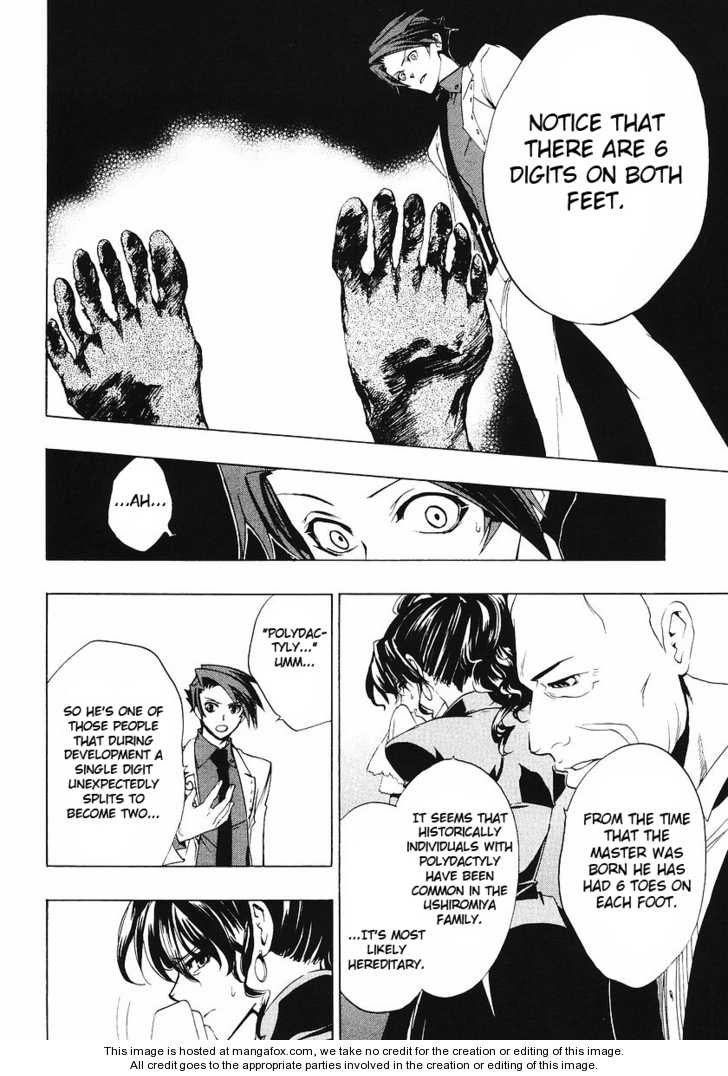 NOTICE THAT
THERE ARE 6
DIGITS ON BOTH
FEET.
...AH...
FROM THE TIME
THAT THE
MASTER WAS
BORN HE HAS
HAD 6 TOES ON
EACH FOOT.
IT SEEMS THAT
HISTORICALLY
INDIVIDUALS WITH
POLYDACTYLY
HAVE BEEN
COMMON IN THE
USHIROMIYA
FAMILY.
...IT'S MOST
LIKELY
HEREDITARY.
"POLYDAC-
TYLY..."
UMM...
SO HE'S ONE OF
THOSE PEOPLE
THAT DURING
DEVELOPMENT A
SINGLE DIGIT
UNEXPECTEDLY
SPLITS TO
BECOME TWO...
This image is hosted at mangafox.com, we take no credit for the creation or editing of this image.
All credit goes to the appropriate parties involved in the creation or editing of this image.